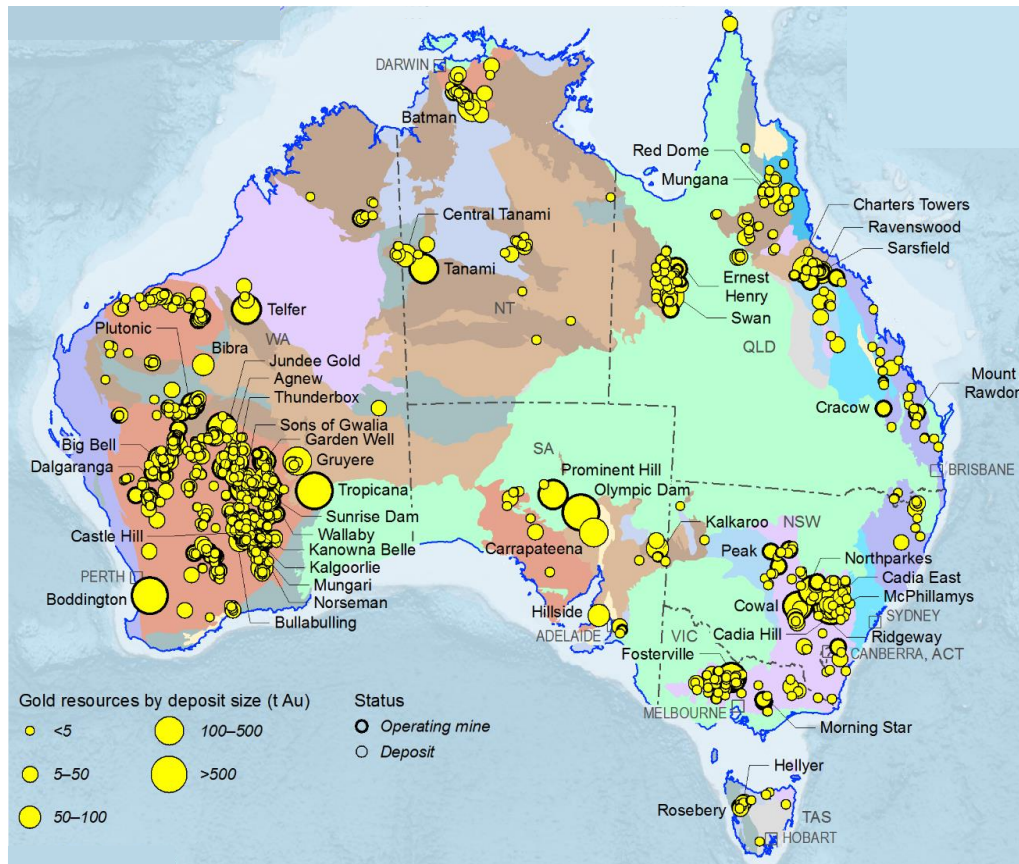 DARWIN
Batman
Red Dome
Mungana
Charters Towers
Ravenswood
Sarsfield
Central Tanami
Tanami
Ernest
Henry
Telfer
NT
Swan
Plutonic
WA
Bibra
QLD
Jundee Gold
Agnew
Thunderbox
Mount
Rawdon
Cracow
Sons of Gwalia
Big Bell
Garden Well
SA
Dalgaranga
Gruyere
Prominent Hill
BRISBANE
Tropicana
Olympic Dam
Sunrise Dam
Castle Hill
Wallaby
Kalkaroo
NSW
Kanowna Belle
Carrapateena
Peak
Northparkes
Kalgoorlie
Cadia East
PERTH
Mungari
McPhillamys
Boddington
Norseman
Hillside
Cowal
SYDNEY
Bullabulling
ADELAIDE
VIC
Cadia Hill
Ridgeway
Fosterville
CANBERRA, ACT
MELBOURNE
Morning Star
Hellyer
Rosebery
TAS
HOBART
Gold resources by deposit size (t Au)
<5
5–50
50–100
100–500
>500
Status
Operating mine
Deposit